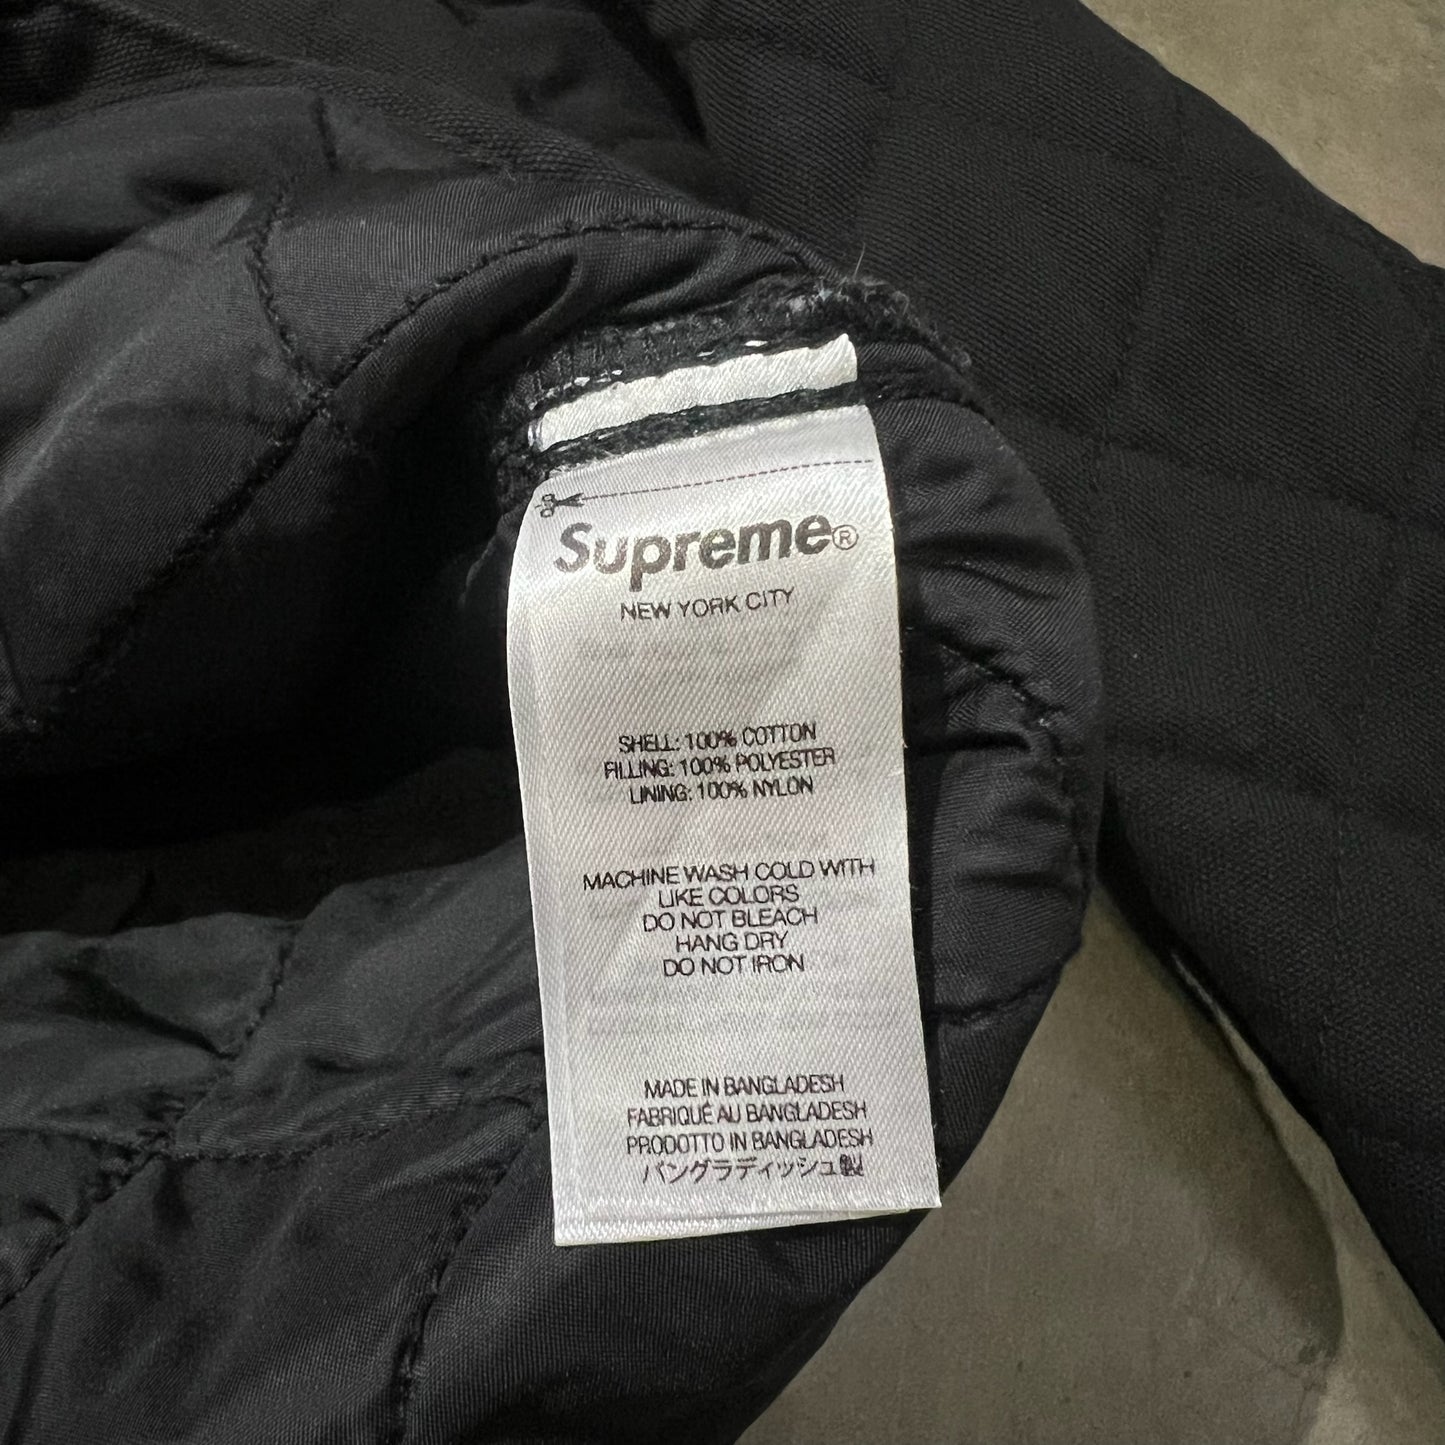 Supreme®
NEW YORK CITY
SHELL: 100% COTTON
FILLING: 100% POLYESTER
LINING: 100% NYLON
MACHINE WASH COLD WITH
LIKE COLORS
DO NOT BLEACH
HANG DRY
DO NOT IRON
MADE IN BANGLADESH
FABRIQUÉ AU BANGLADESH
PRODOTTO IN BANGLADESH
バングラディッシュ製